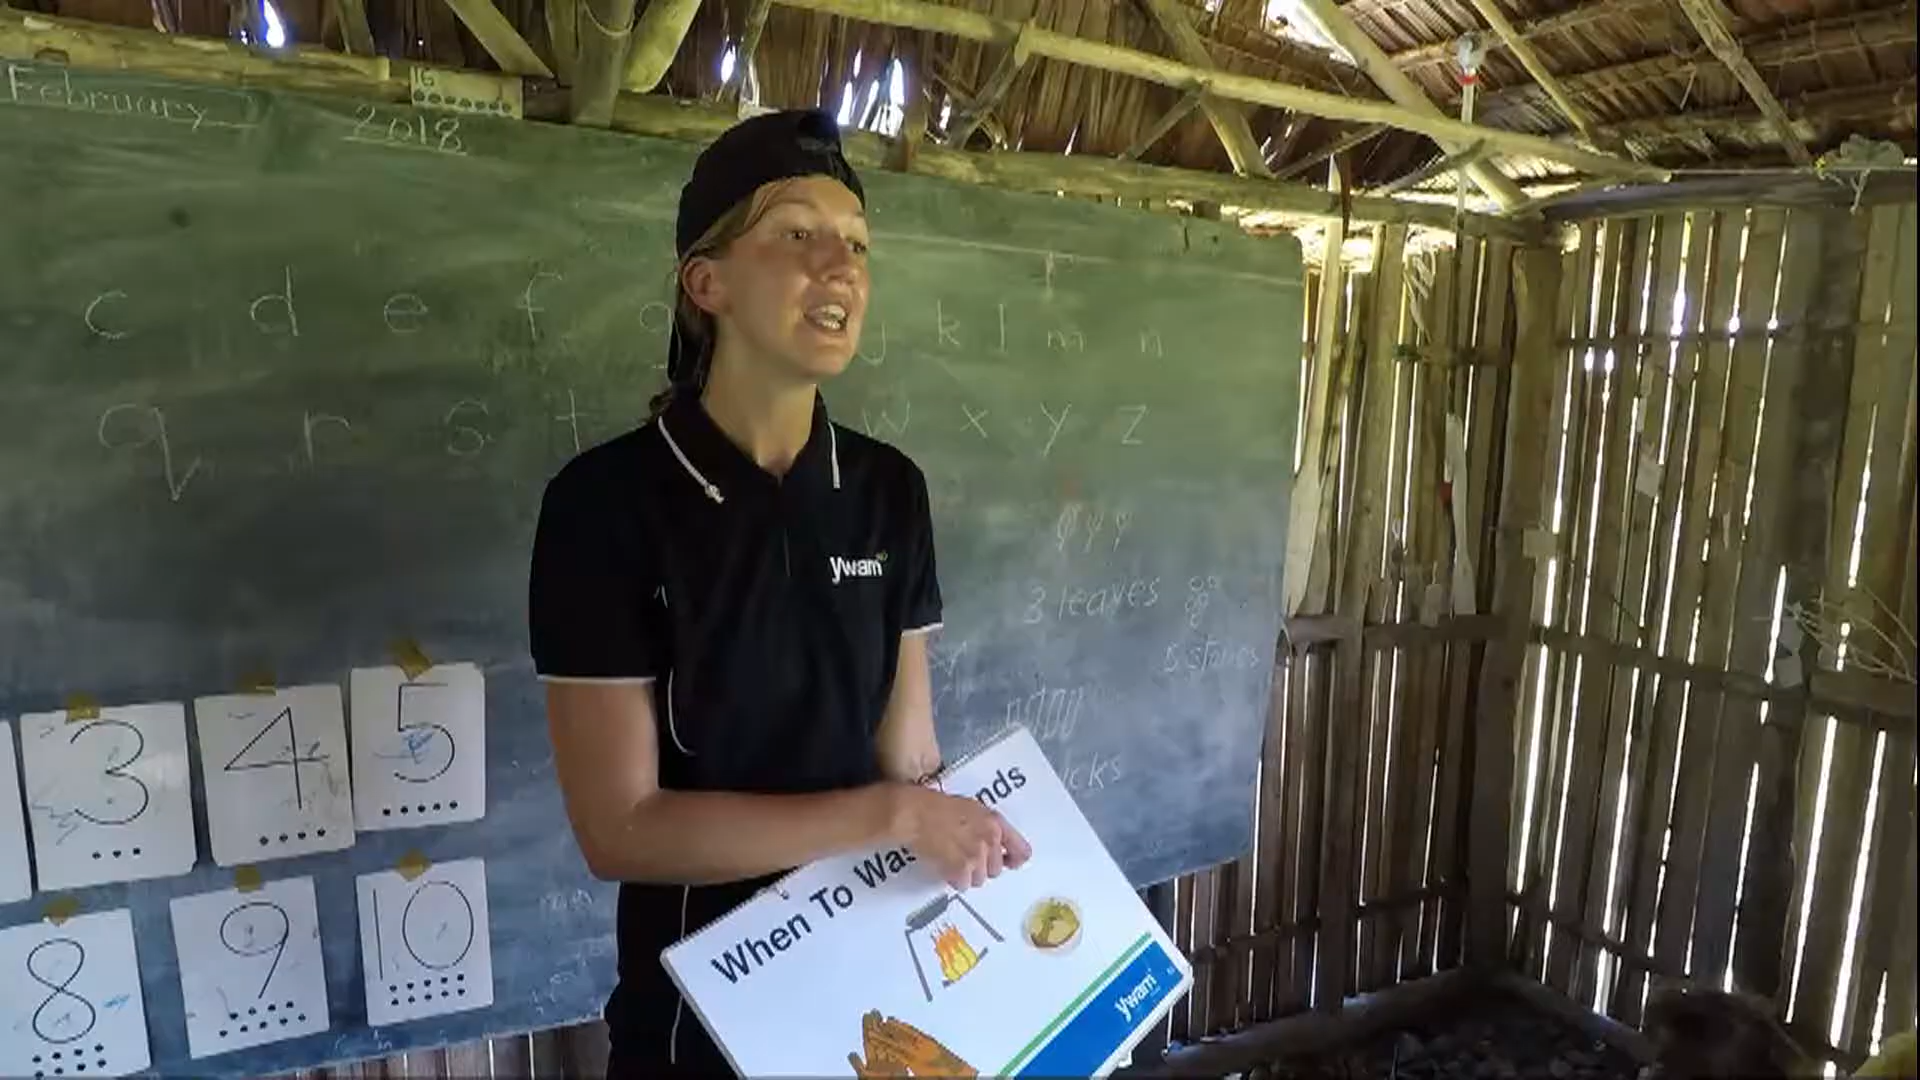 February
16
2018
c d e f g j k l m n
q r s t w x y z
3 leaves
5 stones
3 4 5
8 9 10
ywam
When To Was nds
ywam